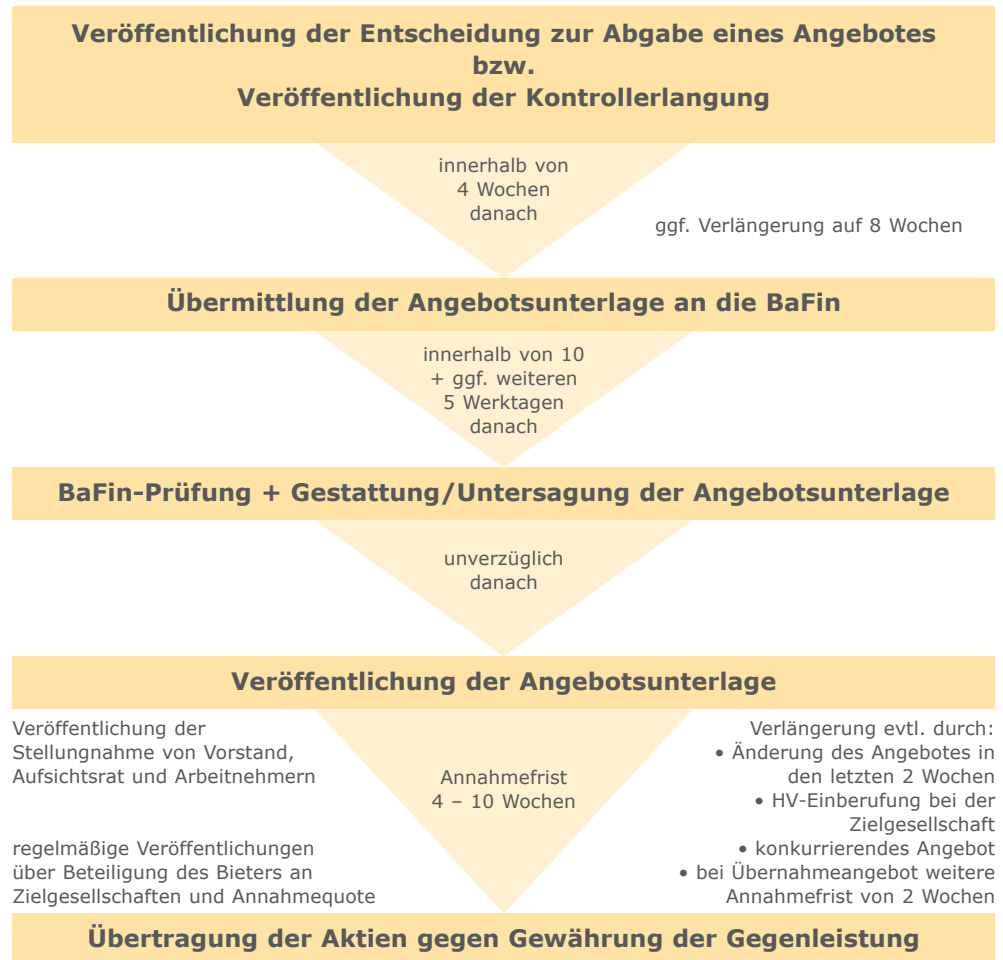 Veröffentlichung der Entscheidung zur Abgabe eines Angebotes
bzw.
Veröffentlichung der Kontrollerlangung
innerhalb von
4 Wochen
danach
ggf. Verlängerung auf 8 Wochen
Übermittlung der Angebotsunterlage an die BaFin
innerhalb von 10
+ ggf. weiteren
5 Werktagen
danach
BaFin-Prüfung + Gestattung/Untersagung der Angebotsunterlage
unverzüglich
danach
Veröffentlichung der Angebotsunterlage
Veröffentlichung der
Stellungnahme von Vorstand,
Aufsichtsrat und Arbeitnehmern
regelmäßige Veröffentlichungen
über Beteiligung des Bieters an
Zielgesellschaften und Annahmequote
Annahmefrist
4 – 10 Wochen
Verlängerung evtl. durch:
• Änderung des Angebotes in
den letzten 2 Wochen
• HV-Einberufung bei der
Zielgesellschaft
• konkurrierendes Angebot
• bei Übernahmeangebot weitere
Annahmefrist von 2 Wochen
Übertragung der Aktien gegen Gewährung der Gegenleistung